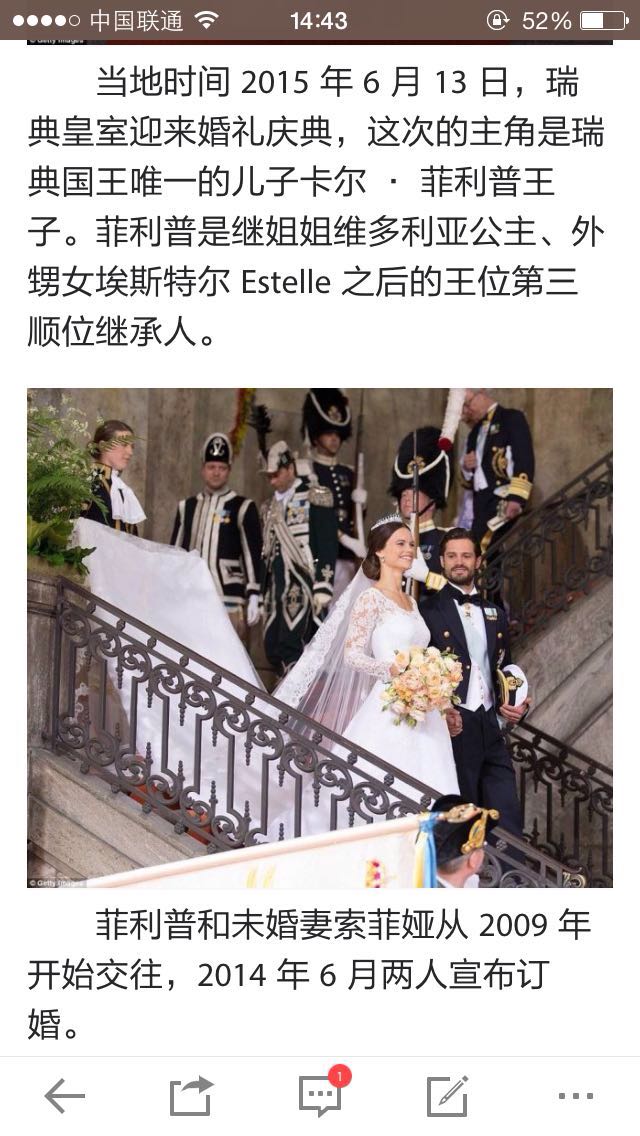 中国联通 14:43 52%
© Getty Images
当地时间 2015 年 6 月 13 日，瑞
典皇室迎来婚礼庆典，这次的主角是瑞
典国王唯一的儿子卡尔 · 菲利普王
子。菲利普是继姐姐维多利亚公主、外
甥女埃斯特尔 Estelle 之后的王位第三
顺位继承人。
© Getty Images
菲利普和未婚妻索菲娅从 2009 年
开始交往，2014 年 6 月两人宣布订
婚。
1